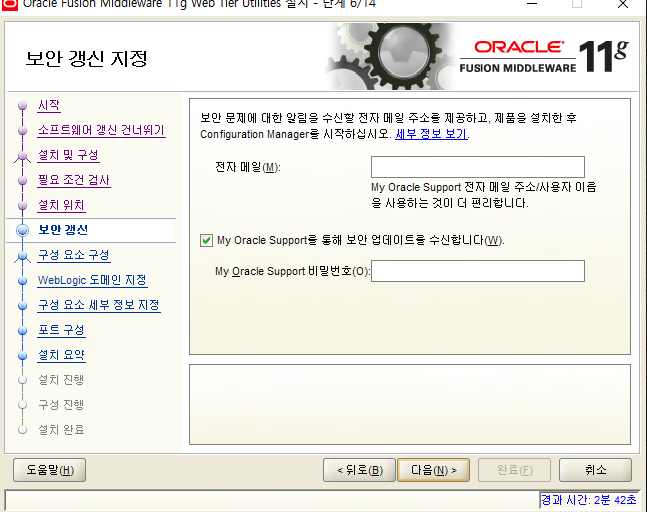 Oracle Fusion Middleware 11g Web Tier Utilities 설치 - 단계 6/14
보안 갱신 지정
ORACLE
FUSION MIDDLEWARE 11g
시작
소프트웨어 갱신 건너뛰기
설치 및 구성
필요 조건 검사
설치 위치
보안 갱신
구성 요소 구성
WebLogic 도메인 지정
구성 요소 세부 정보 지정
포트 구성
설치 요약
설치 진행
구성 진행
설치 완료
보안 문제에 대한 알림을 수신할 전자 메일 주소를 제공하고, 제품을 설치한 후
Configuration Manager를 시작하십시오. 세부 정보 보기.
전자 메일(M):
My Oracle Support 전자 메일 주소/사용자 이름
을 사용하는 것이 더 편리합니다.
My Oracle Support를 통해 보안 업데이트를 수신합니다(W).
My Oracle Support 비밀번호(O):
도움말(H)
< 뒤로(B)
다음(N) >
완료(F)
취소
경과 시간: 2분 42초